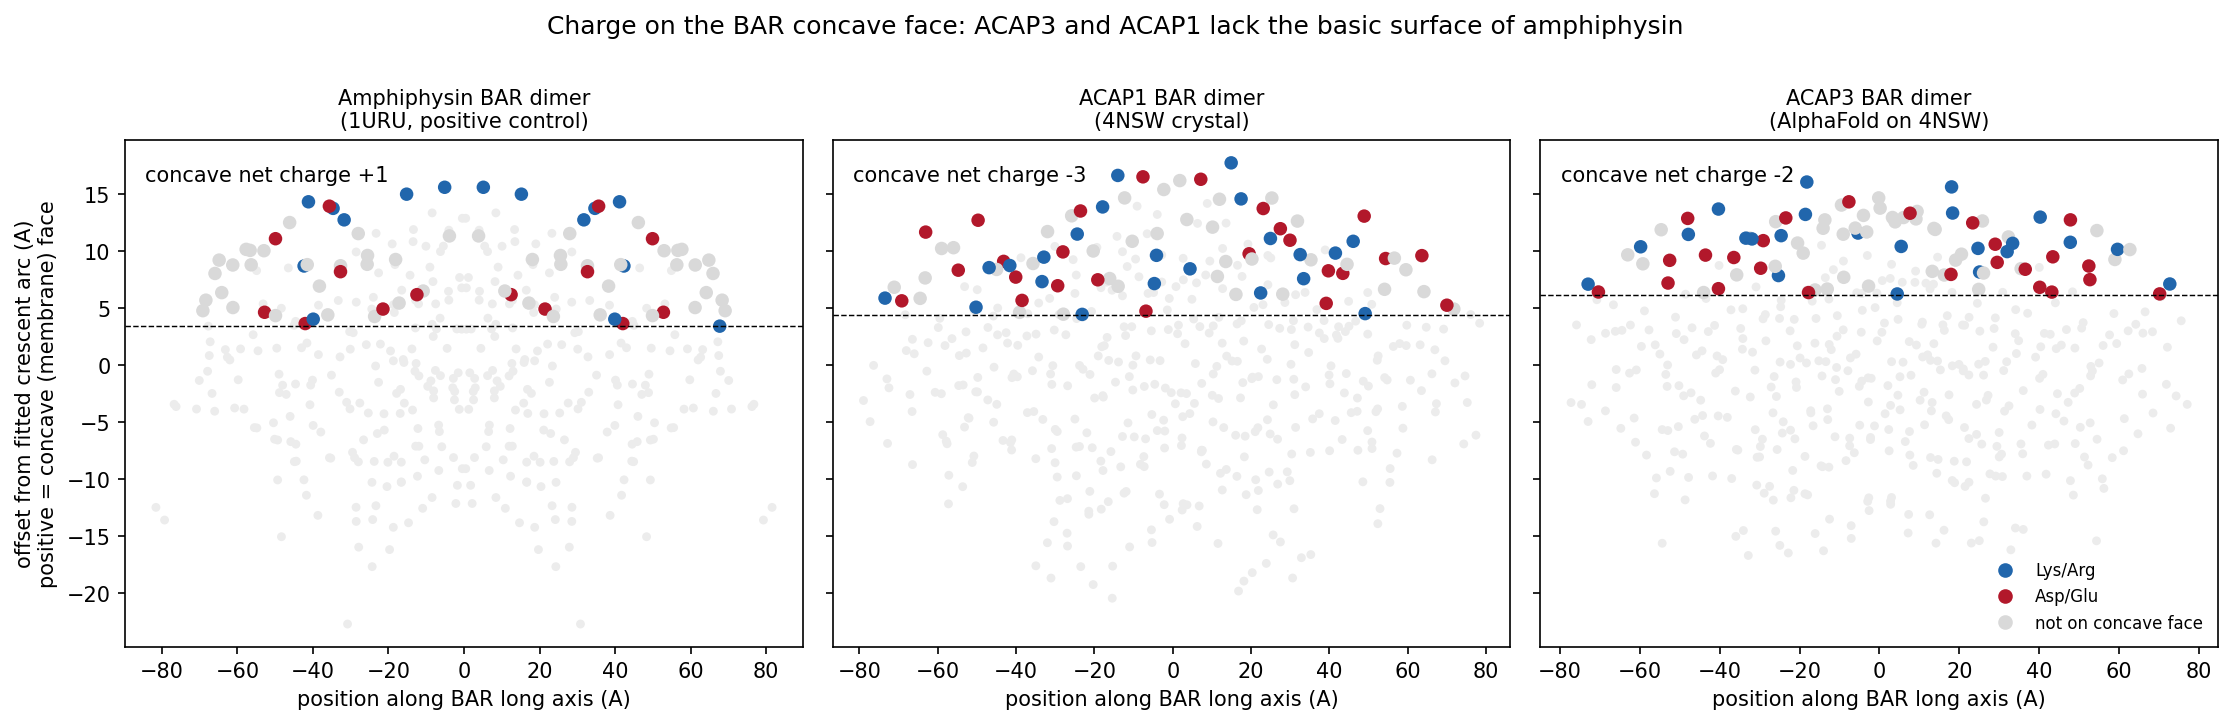 Charge on the BAR concave face: ACAP3 and ACAP1 lack the basic surface of amphiphysin
Amphiphysin BAR dimer
(1URU, positive control)
concave net charge +1
15
10
5
0
−5
−10
−15
−20
offset from fitted crescent arc (A)
positive = concave (membrane) face
−80 −60 −40 −20 0 20 40 60 80
position along BAR long axis (A)
ACAP1 BAR dimer
(4NSW crystal)
concave net charge -3
−80 −60 −40 −20 0 20 40 60 80
position along BAR long axis (A)
ACAP3 BAR dimer
(AlphaFold on 4NSW)
concave net charge -2
Lys/Arg
Asp/Glu
not on concave face
−80 −60 −40 −20 0 20 40 60 80
position along BAR long axis (A)